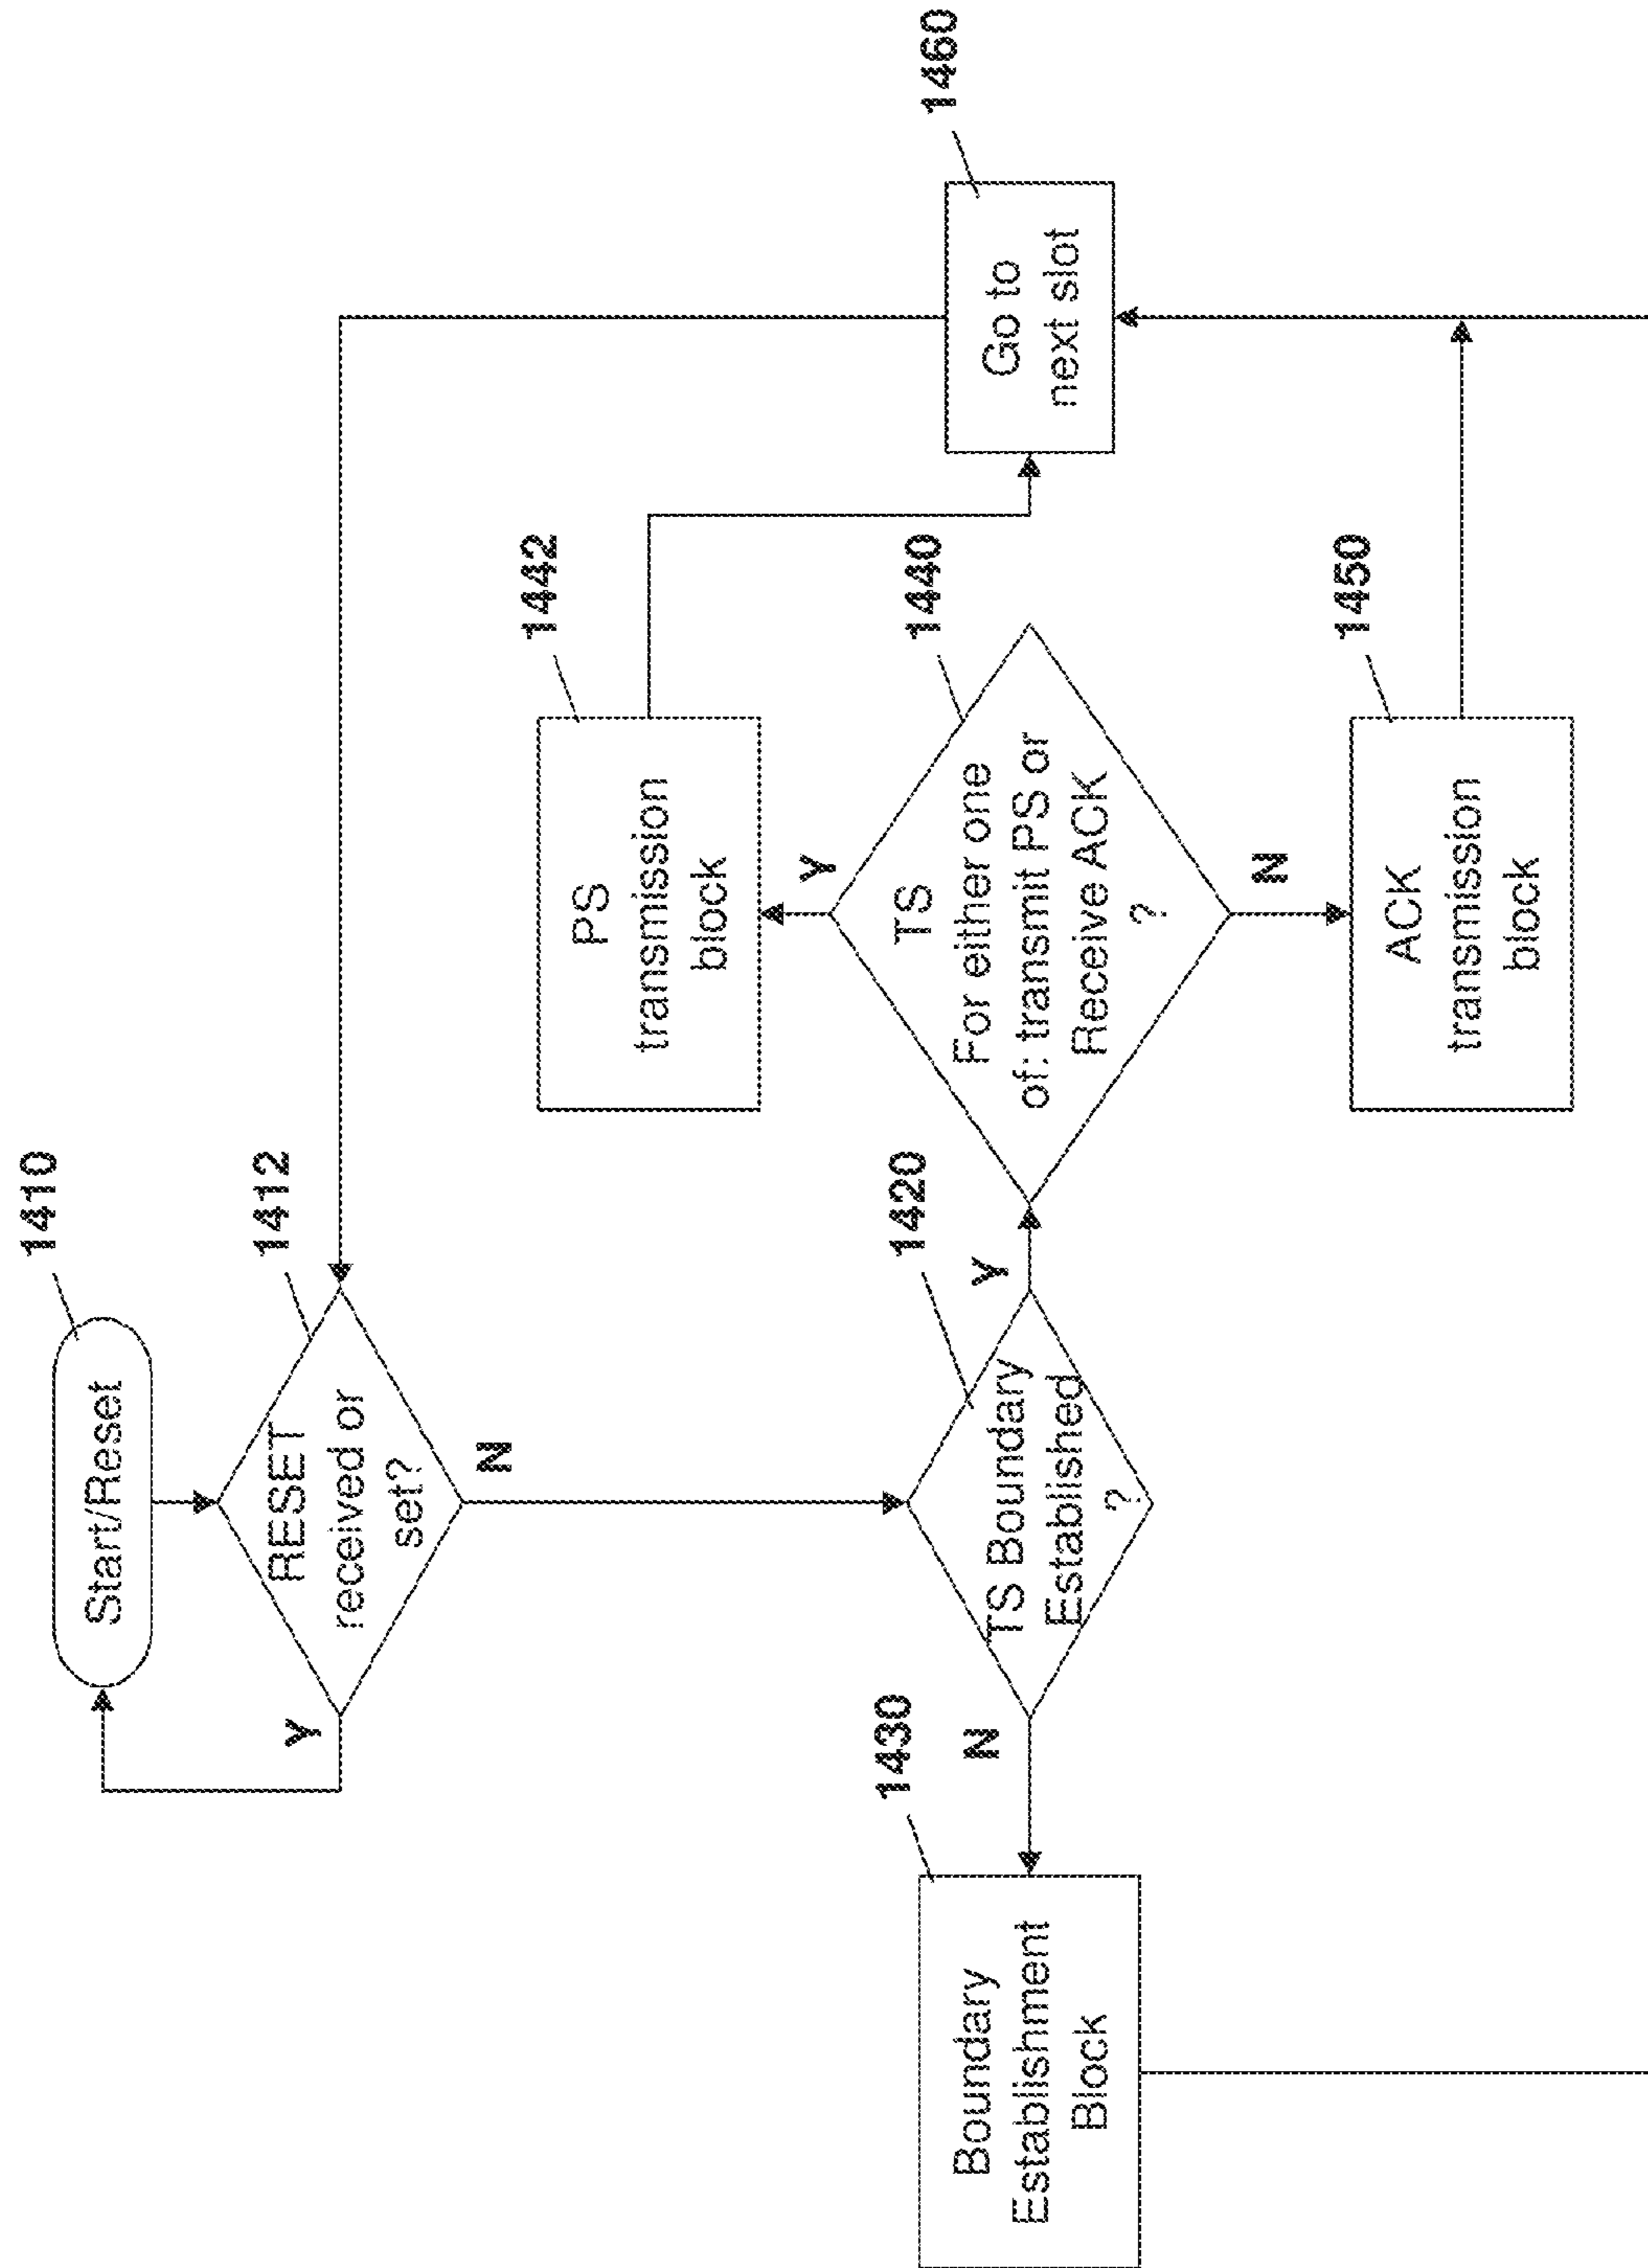 1410
Start/Reset
1412
RESET
received or
set?
Y
N
1420
TS Boundary
Established
?
Y
N
1430
Boundary
Establishment
Block
1440
TS
For either one
of: transmit PS or
Receive ACK
?
Y
N
1442
PS
transmission
block
1450
ACK
transmission
block
1460
Go to
next slot